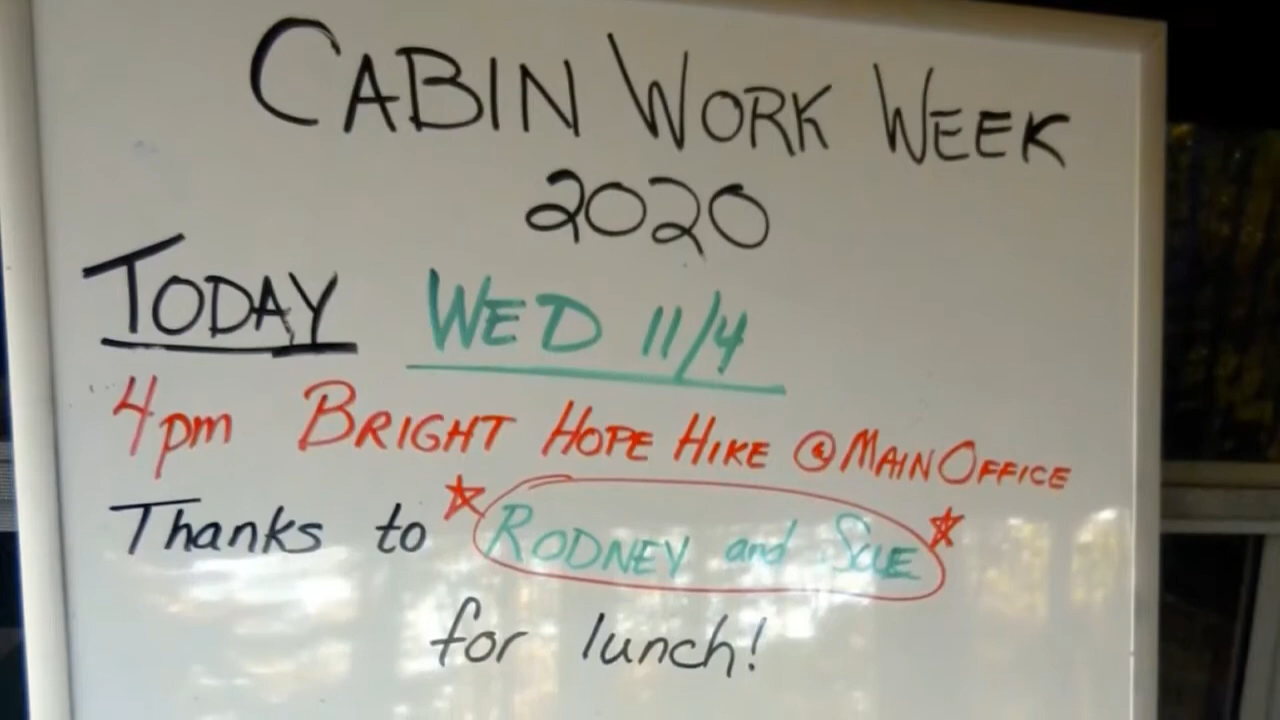 CABIN WORK WEEK
2020
TODAY WED 11/4
4pm BRIGHT HOPE HIKE @ MAIN OFFICE
Thanks to RODNEY and SUE
for lunch!